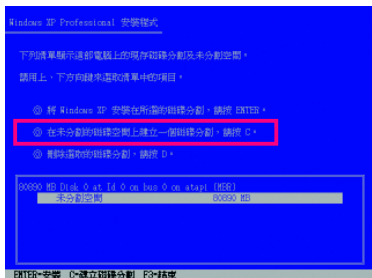 Windows XP Professional 安裝程式
下列清單顯示這部電腦上的現存磁碟分割及未分割空間。
請用上、下方向鍵來選取清單中的項目。
◎ 將 Windows XP 安裝在所選的磁碟分割，請按 ENTER。
◎ 在未分割的磁碟空間上建立一個磁碟分割，請按 C。
◎ 刪除選取的磁碟分割，請按 D。
80890 MB Disk 0 at Id 0 on bus 0 on atapi [MBR]
未分割空間 80890 MB
ENTER=安裝 C=建立磁碟分割 F3=結束